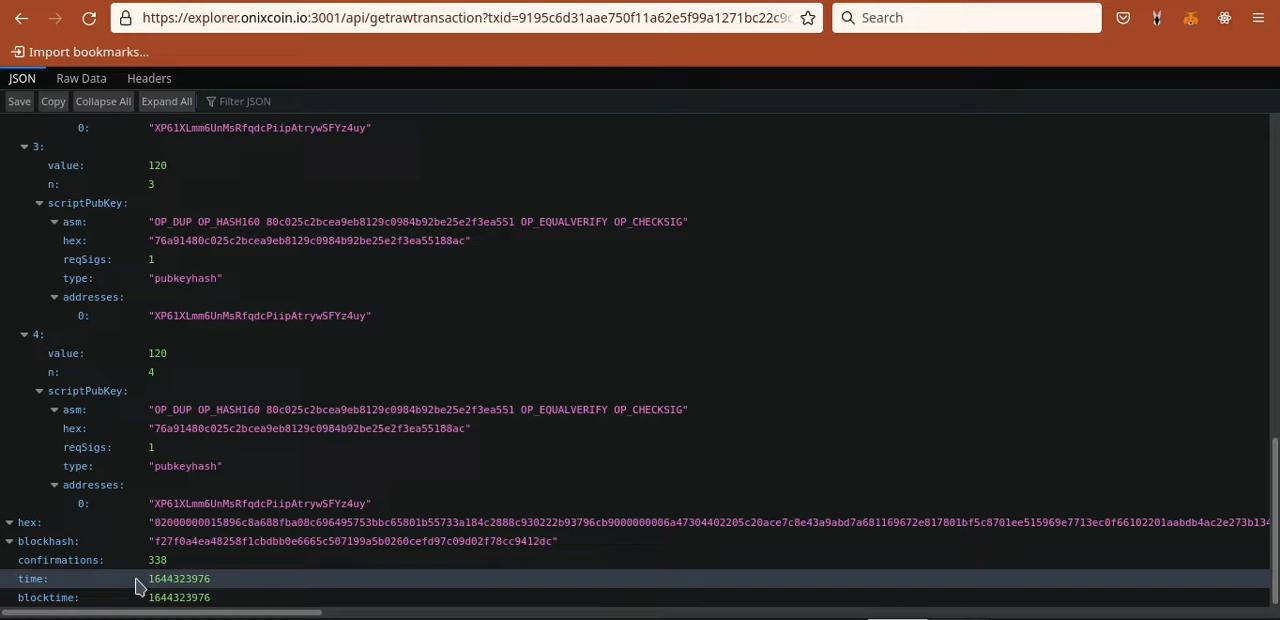 https://explorer.onixcoin.io:3001/api/getrawtransaction?txid=9195c6d31aae750f11a62e5f99a1271bc22c9c
Search
Import bookmarks...
JSON Raw Data Headers
Save Copy Collapse All Expand All Filter JSON
0: "XP61XLmm6UnMsRfqdcPiipAtrywSFYz4uy"
3:
value: 120
n: 3
scriptPubKey:
asm: "OP_DUP OP_HASH160 80c025c2bcea9eb8129c0984b92be25e2f3ea551 OP_EQUALVERIFY OP_CHECKSIG"
hex: "76a91480c025c2bcea9eb8129c0984b92be25e2f3ea55188ac"
reqSigs: 1
type: "pubkeyhash"
addresses:
0: "XP61XLmm6UnMsRfqdcPiipAtrywSFYz4uy"
4:
value: 120
n: 4
scriptPubKey:
asm: "OP_DUP OP_HASH160 80c025c2bcea9eb8129c0984b92be25e2f3ea551 OP_EQUALVERIFY OP_CHECKSIG"
hex: "76a91480c025c2bcea9eb8129c0984b92be25e2f3ea55188ac"
reqSigs: 1
type: "pubkeyhash"
addresses:
0: "XP61XLmm6UnMsRfqdcPiipAtrywSFYz4uy"
hex: "02000000015896c8a688fba08c696495753bbc65801b55733a184c2888c930222b93796cb9000000006a47304402205c20ace7c8e43a9abd7a681169672e817801bf5c8701ee515969e7713ec0f66102201aabdb4ac2e273b134
blockhash: "f27f0a4ea48258f1cbdbb0e6665c507199a5b0260cefd97c09d02f78cc9412dc"
confirmations: 338
time: 1644323976
blocktime: 1644323976